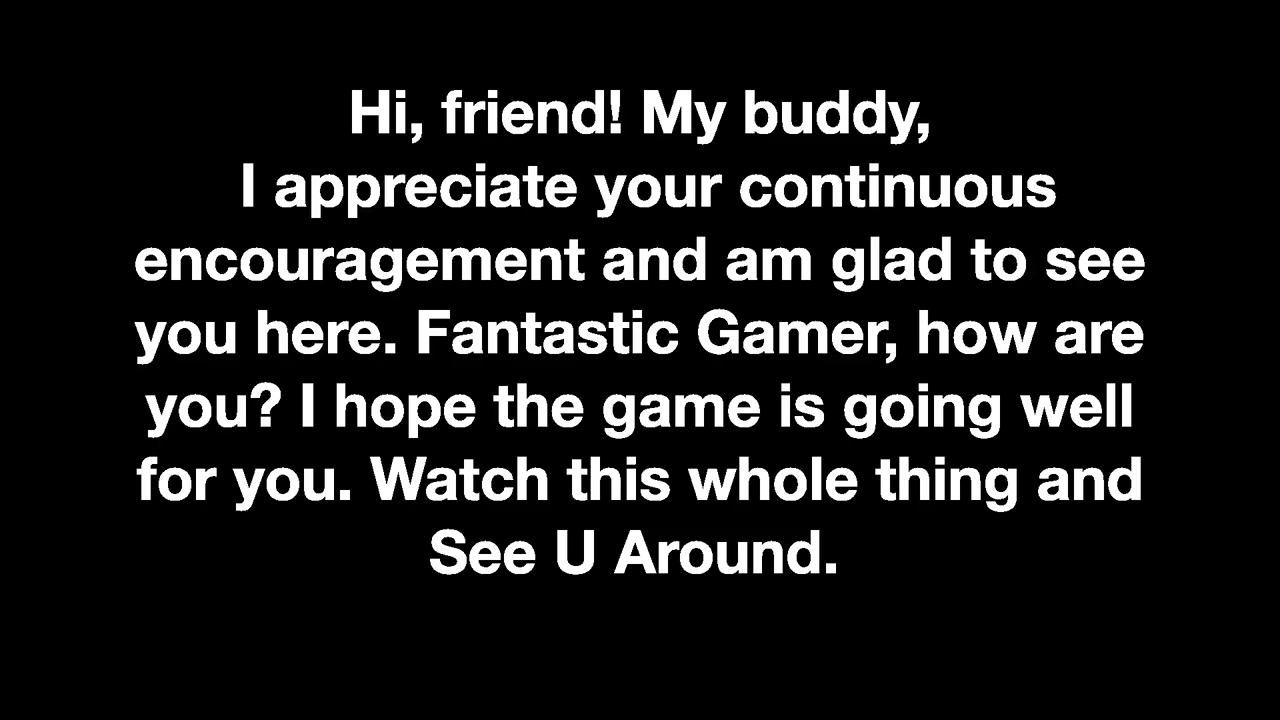 Hi, friend! My buddy,
I appreciate your continuous
encouragement and am glad to see
you here. Fantastic Gamer, how are
you? I hope the game is going well
for you. Watch this whole thing and
See U Around.